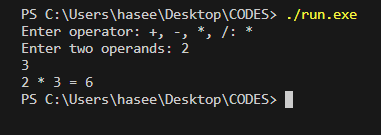 PS C:\Users\hasee\Desktop\CODES> ./run.exe
Enter operator: +, -, *, /: *
Enter two operands: 2
3
2 * 3 = 6
PS C:\Users\hasee\Desktop\CODES>